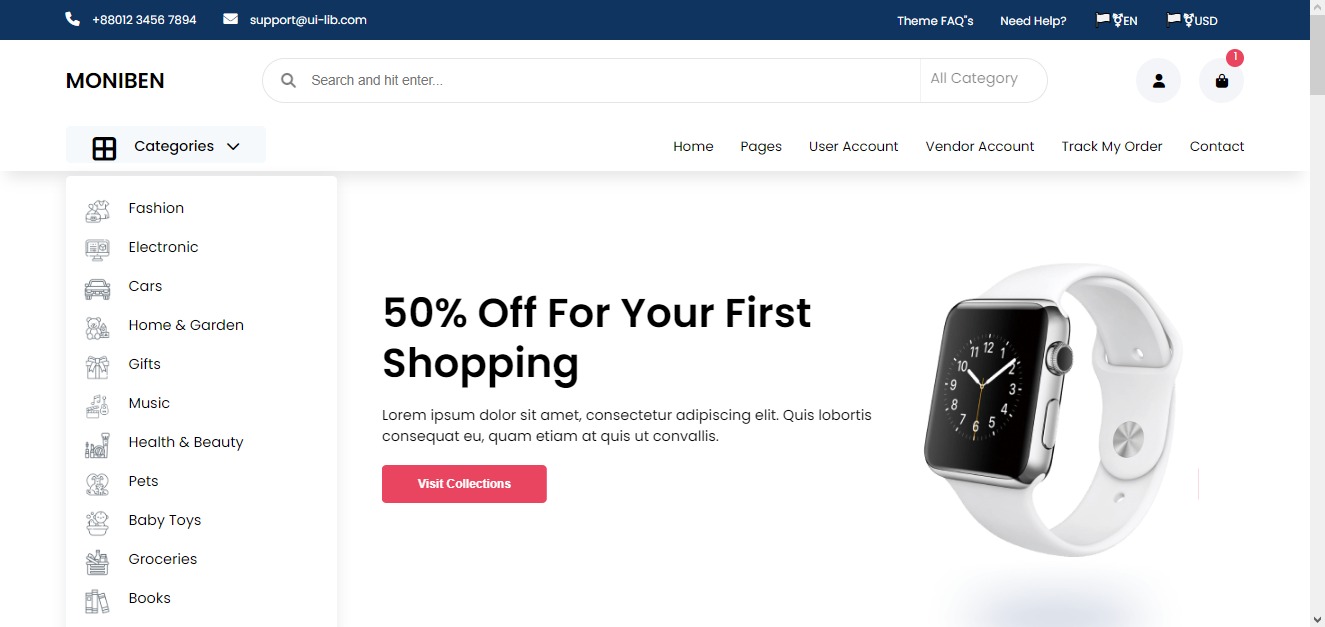 +88012 3456 7894
support@ui-lib.com
Theme FAQ"s
Need Help?
🏳️⚧️EN
🏳️⚧️USD
MONIBEN
Search and hit enter...
All Category
1
Categories
Home
Pages
User Account
Vendor Account
Track My Order
Contact
Fashion
Electronic
Cars
Home & Garden
Gifts
Music
Health & Beauty
Pets
Baby Toys
Groceries
Books
50% Off For Your First
Shopping
Lorem ipsum dolor sit amet, consectetur adipiscing elit. Quis lobortis
consequat eu, quam etiam at quis ut convallis.
Visit Collections
12
1
2
3
4
5
6
7
8
9
10
11